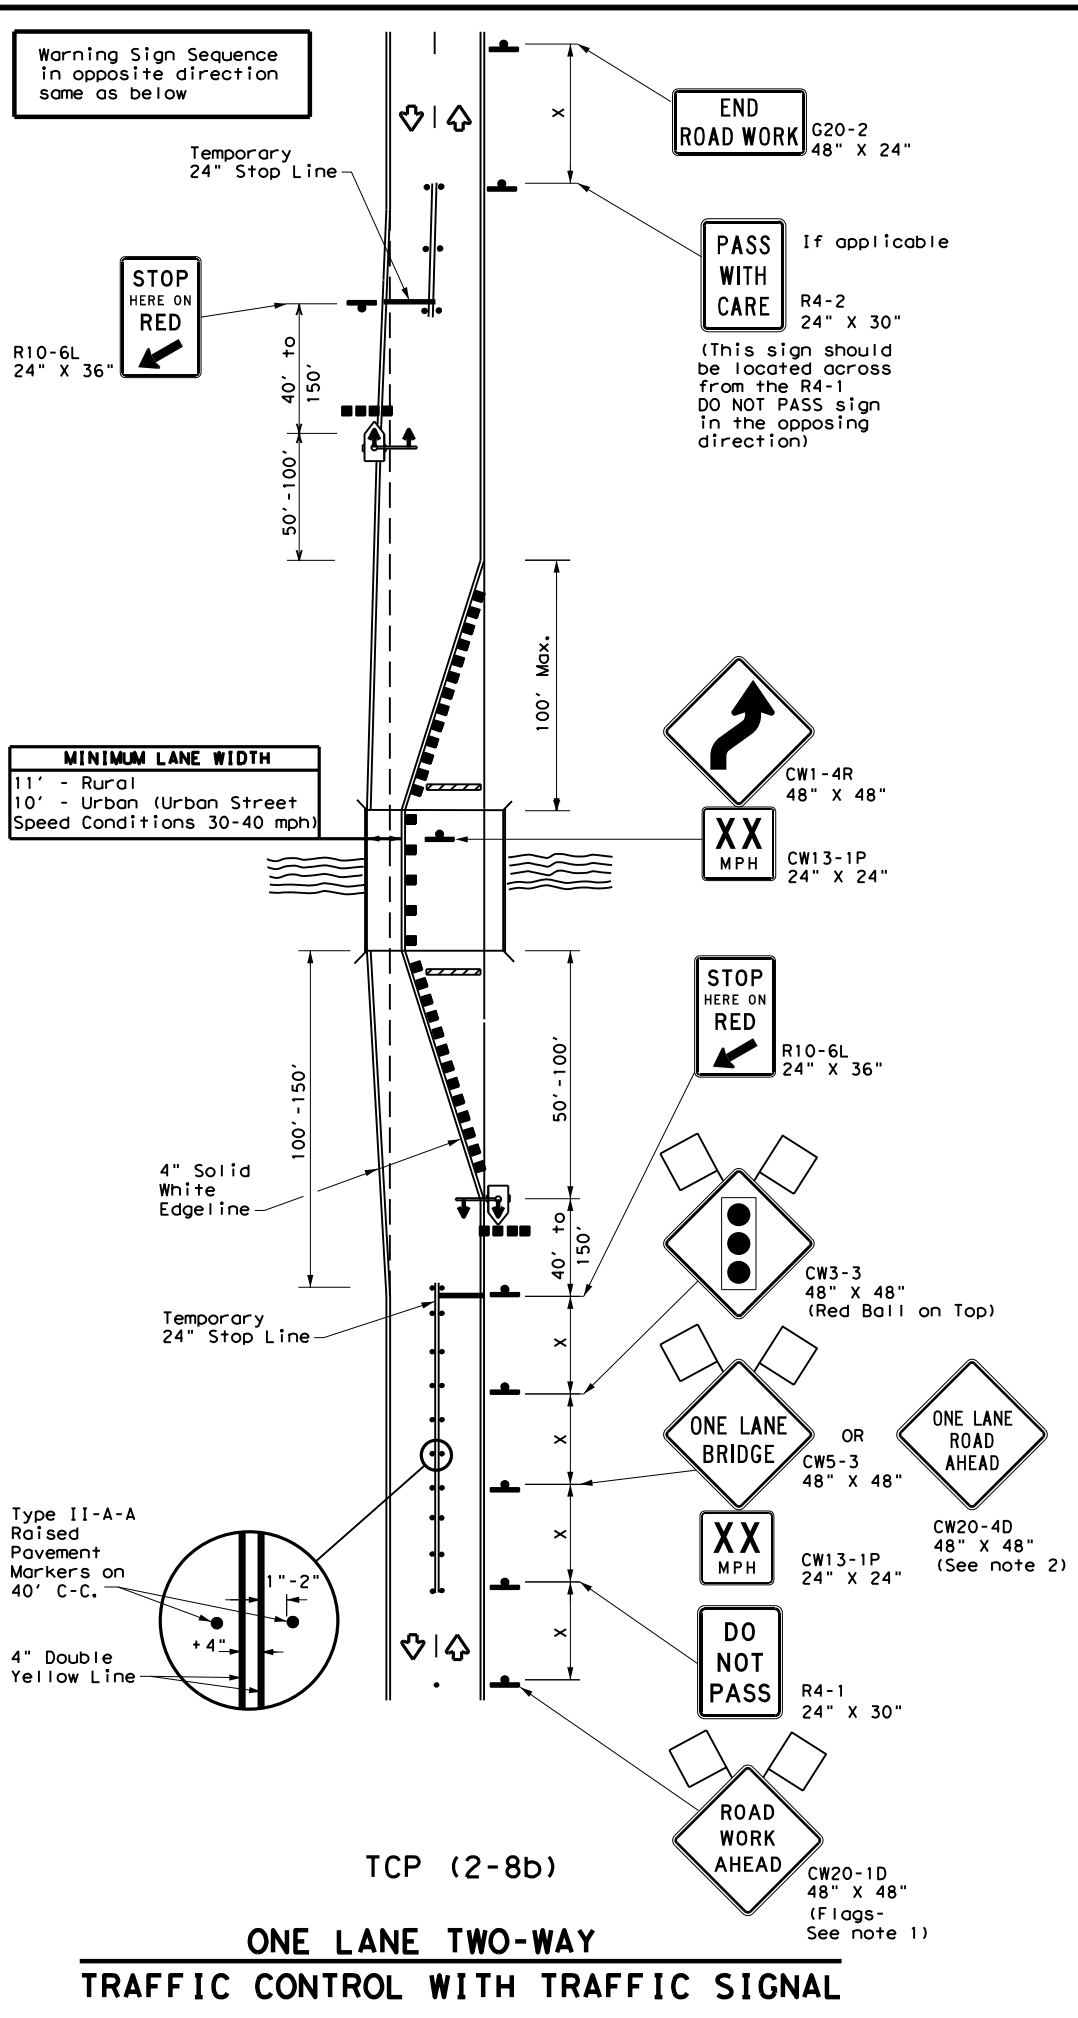 Warning Sign Sequence
in opposite direction
same as below
Temporary
24" Stop Line
X
END
ROAD WORK
G20-2
48" X 24"
PASS
WITH
CARE
If applicable
R4-2
24" X 30"
(This sign should
be located across
from the R4-1
DO NOT PASS sign
in the opposing
direction)
STOP
HERE ON
RED
R10-6L
24" X 36"
40' to
150'
50'-100'
100' Max.
MINIMUM LANE WIDTH
11' - Rural
10' - Urban (Urban Street
Speed Conditions 30-40 mph)
CW1-4R
48" X 48"
XX
MPH
CW13-1P
24" X 24"
STOP
HERE ON
RED
R10-6L
24" X 36"
100'-150'
50'-100'
4" Solid
White
Edgeline
40' to
150'
CW3-3
48" X 48"
(Red Ball on Top)
Temporary
24" Stop Line
X
X
X
X
ONE LANE
BRIDGE
OR
CW5-3
48" X 48"
ONE LANE
ROAD
AHEAD
CW20-4D
48" X 48"
(See note 2)
XX
MPH
CW13-1P
24" X 24"
Type II-A-A
Raised
Pavement
Markers on
40' C-C.
1"-2"
+4"
4" Double
Yellow Line
DO
NOT
PASS
R4-1
24" X 30"
ROAD
WORK
AHEAD
CW20-1D
48" X 48"
(Flags-
See note 1)
TCP (2-8b)
ONE LANE TWO-WAY
TRAFFIC CONTROL WITH TRAFFIC SIGNAL